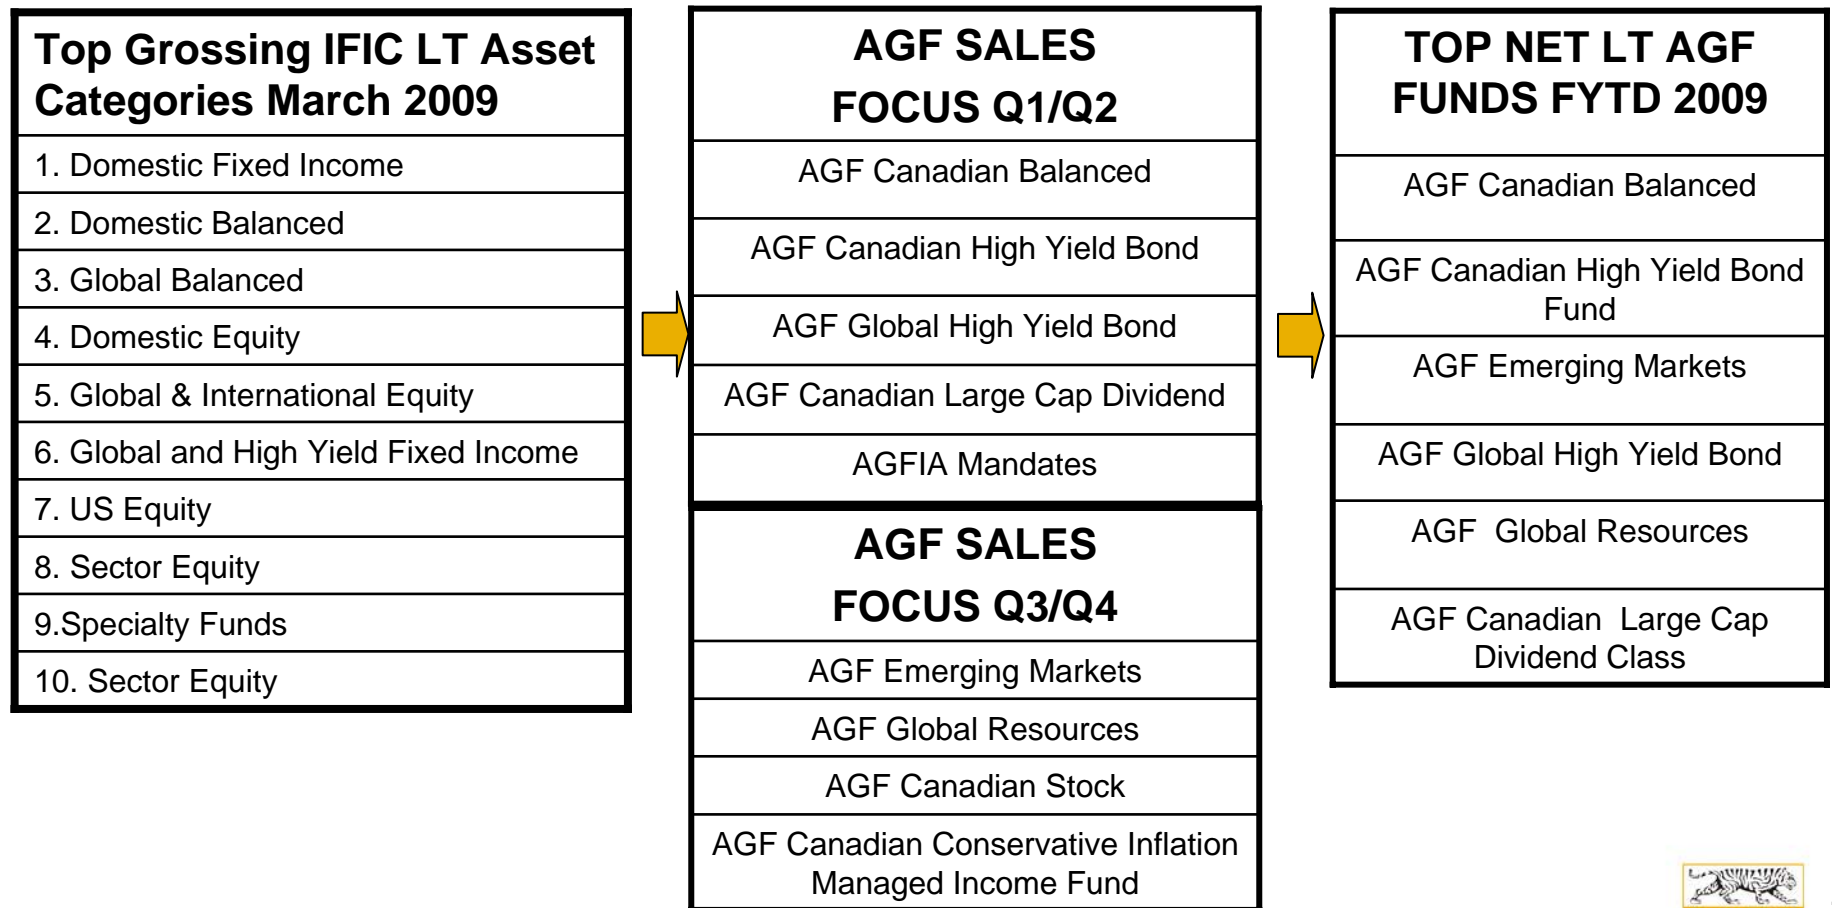 Top Grossing IFIC LT Asset
Categories March 2009
1. Domestic Fixed Income
2. Domestic Balanced
3. Global Balanced
4. Domestic Equity
5. Global & International Equity
6. Global and High Yield Fixed Income
7. US Equity
8. Sector Equity
9.Specialty Funds
10. Sector Equity
AGF SALES
FOCUS Q1/Q2
AGF Canadian Balanced
AGF Canadian High Yield Bond
AGF Global High Yield Bond
AGF Canadian Large Cap Dividend
AGFIA Mandates
AGF SALES
FOCUS Q3/Q4
AGF Emerging Markets
AGF Global Resources
AGF Canadian Stock
AGF Canadian Conservative Inflation
Managed Income Fund
TOP NET LT AGF
FUNDS FYTD 2009
AGF Canadian Balanced
AGF Canadian High Yield Bond
Fund
AGF Emerging Markets
AGF Global High Yield Bond
AGF  Global Resources
AGF Canadian  Large Cap
Dividend Class